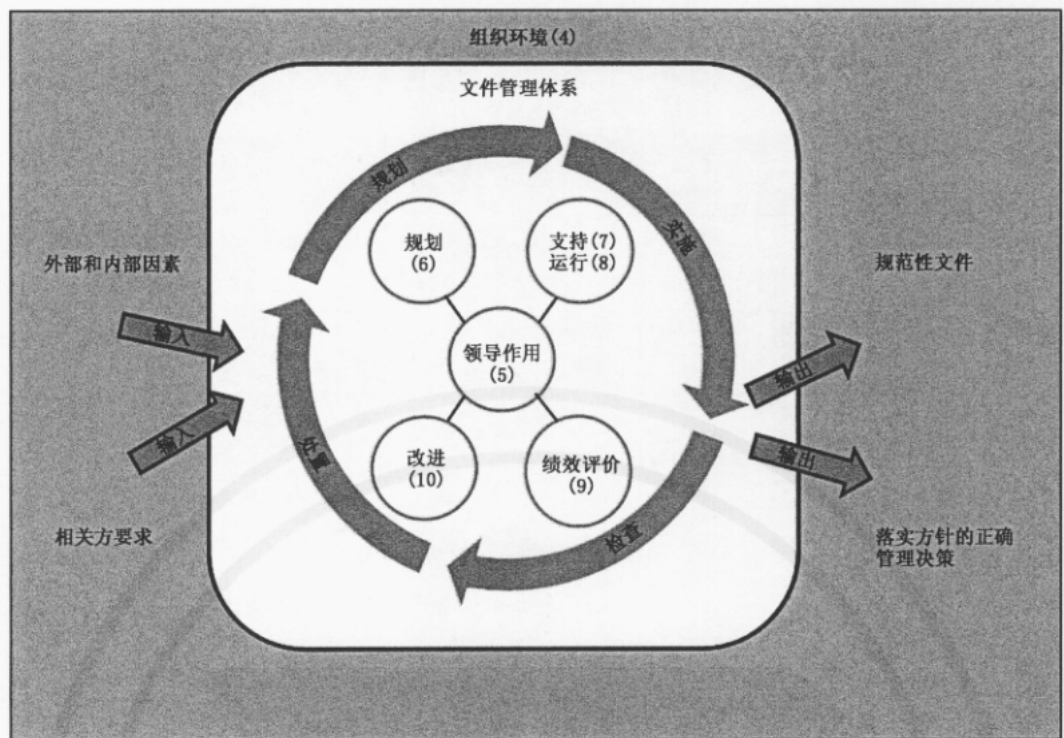 组织环境(4)
文件管理体系
规划
实施
规划
(6)
支持(7)
运行(8)
外部和内部因素
规范性文件
输入
领导作用
(5)
输出
输入
处置
改进
(10)
绩效评价
(9)
输出
检查
相关方要求
落实方针的正确
管理决策